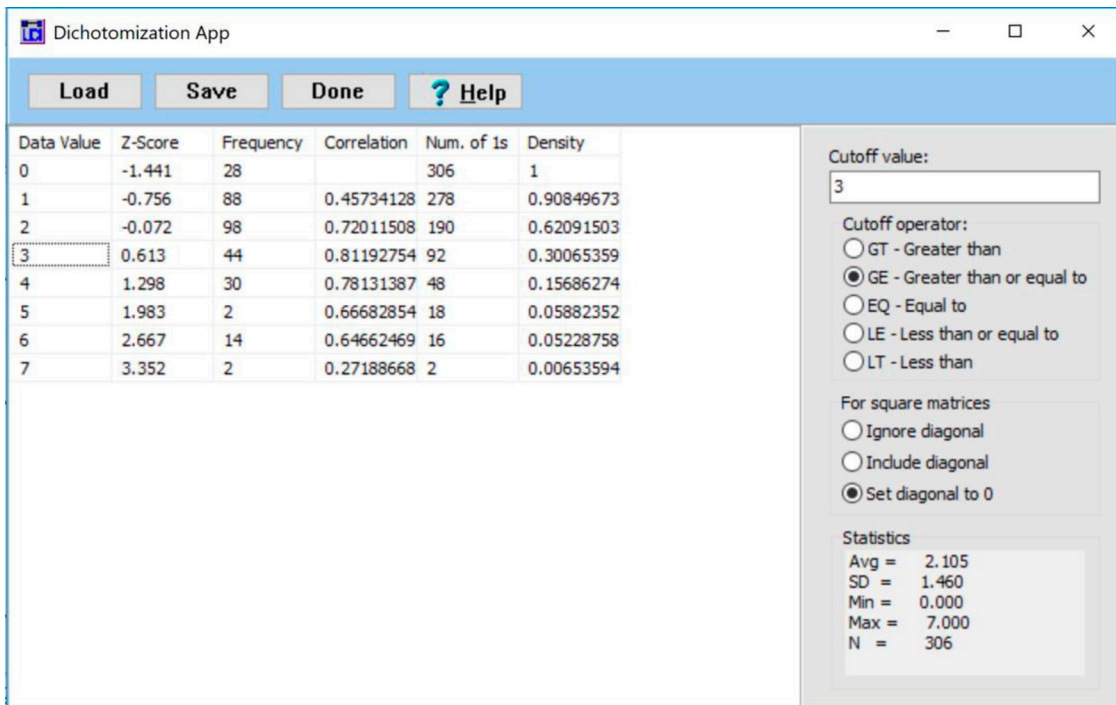 Dichotomization App
Load Save Done ? Help
Data Value Z-Score Frequency Correlation Num. of 1s Density
0 -1.441 28 306 1
1 -0.756 88 0.45734128 278 0.90849673
2 -0.072 98 0.72011508 190 0.62091503
3 0.613 44 0.81192754 92 0.30065359
4 1.298 30 0.78131387 48 0.15686274
5 1.983 2 0.66682854 18 0.05882352
6 2.667 14 0.64662469 16 0.05228758
7 3.352 2 0.27188668 2 0.00653594
Cutoff value:
3
Cutoff operator:
GT - Greater than
GE - Greater than or equal to
EQ - Equal to
LE - Less than or equal to
LT - Less than
For square matrices
Ignore diagonal
Include diagonal
Set diagonal to 0
Statistics
Avg = 2.105
SD = 1.460
Min = 0.000
Max = 7.000
N = 306